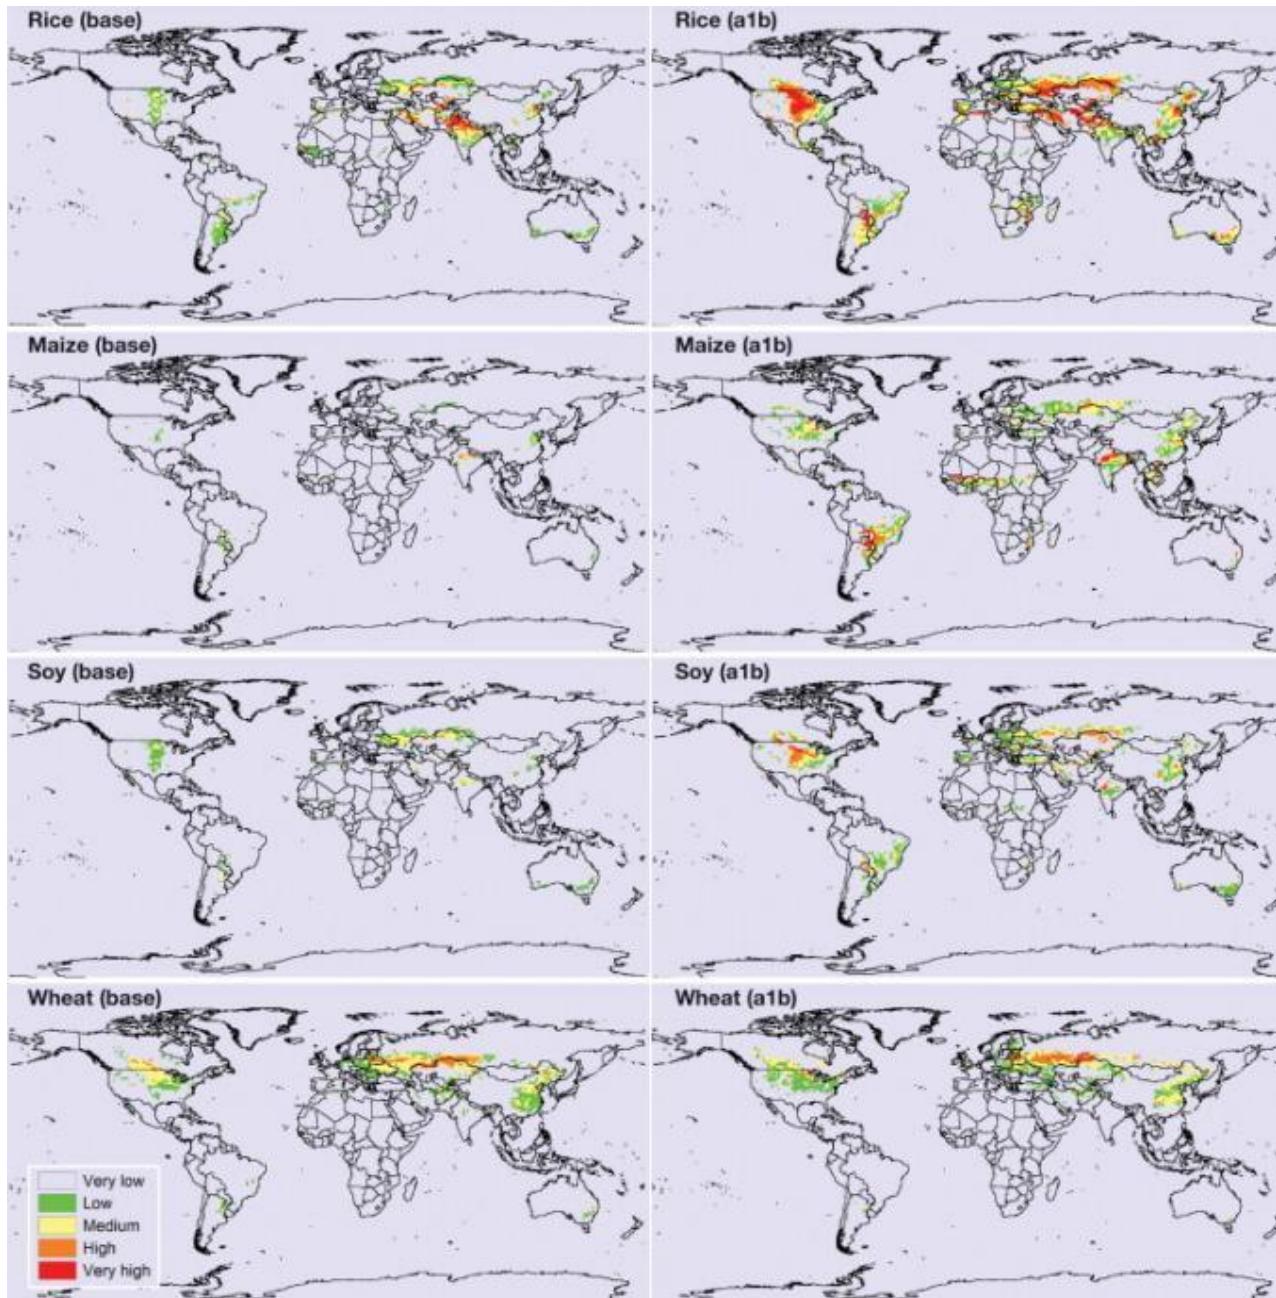 Rice (base)
Rice (a1b)
Maize (base)
Maize (a1b)
Soy (base)
Soy (a1b)
Wheat (base)
Wheat (a1b)
Very low
Low
Medium
High
Very high